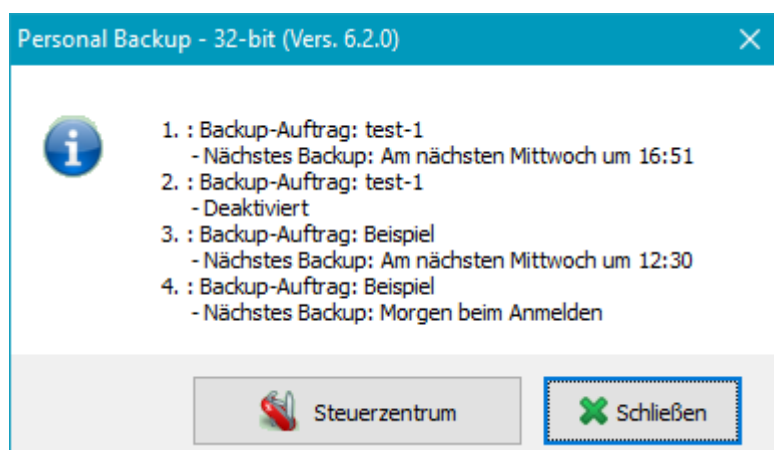 Personal Backup - 32-bit (Vers. 6.2.0)
1. : Backup-Auftrag: test-1
- Nächstes Backup: Am nächsten Mittwoch um 16:51
2. : Backup-Auftrag: test-1
- Deaktiviert
3. : Backup-Auftrag: Beispiel
- Nächstes Backup: Am nächsten Mittwoch um 12:30
4. : Backup-Auftrag: Beispiel
- Nächstes Backup: Morgen beim Anmelden
Steuerzentrum
Schließen